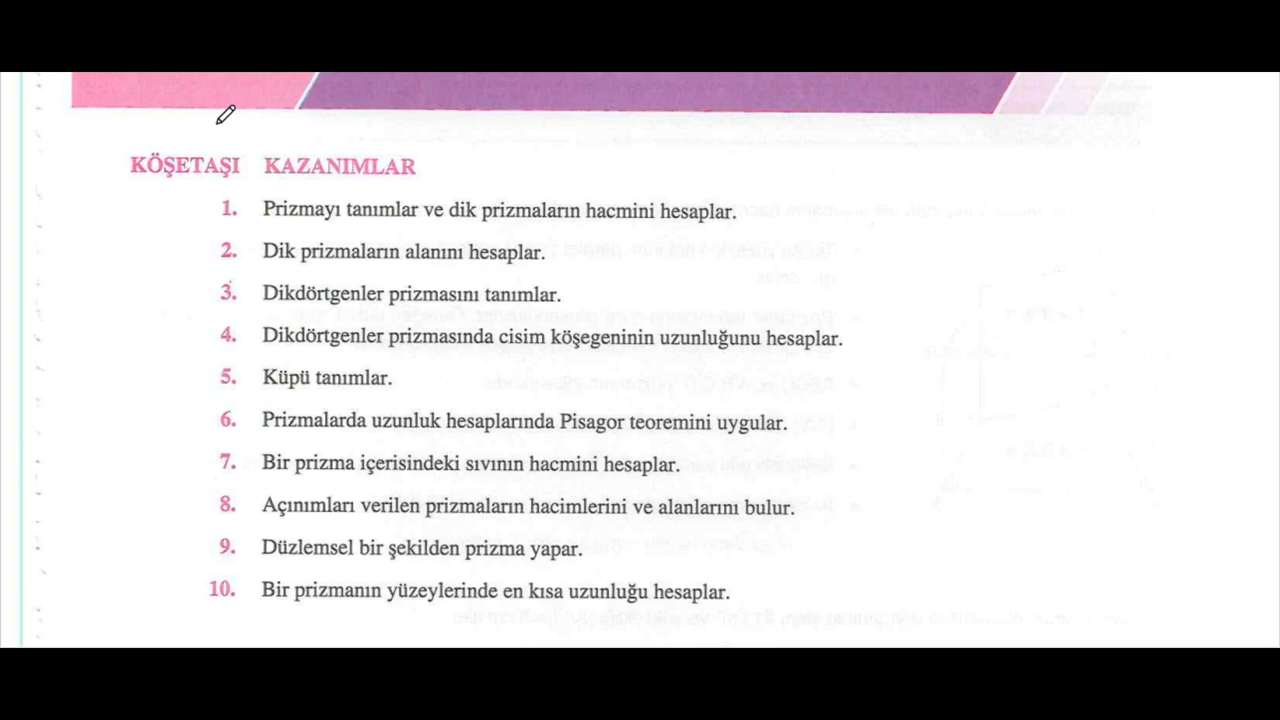 KÖŞETAŞI KAZANIMLAR
1. Prizmayı tanımlar ve dik prizmaların hacmini hesaplar.
2. Dik prizmaların alanını hesaplar.
3. Dikdörtgenler prizmasını tanımlar.
4. Dikdörtgenler prizmasında cisim köşegeninin uzunluğunu hesaplar.
5. Küpü tanımlar.
6. Prizmalarda uzunluk hesaplarında Pisagor teoremini uygular.
7. Bir prizma içerisindeki sıvının hacmini hesaplar.
8. Açınımları verilen prizmaların hacimlerini ve alanlarını bulur.
9. Düzlemsel bir şekilden prizma yapar.
10. Bir prizmanın yüzeylerinde en kısa uzunluğu hesaplar.